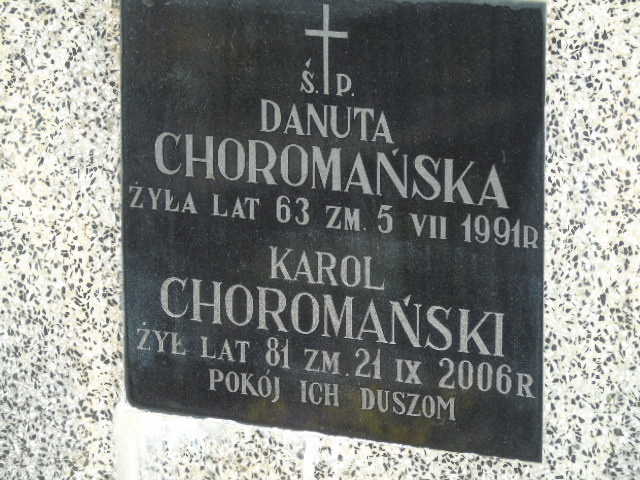 Ś. P.
DANUTA
CHOROMAŃSKA
ŻYŁA LAT 63 ZM. 5 VII 1991R
KAROL
CHOROMAŃSKI
ŻYŁ LAT 81 ZM. 21 IX 2006R
POKÓJ ICH DUSZOM